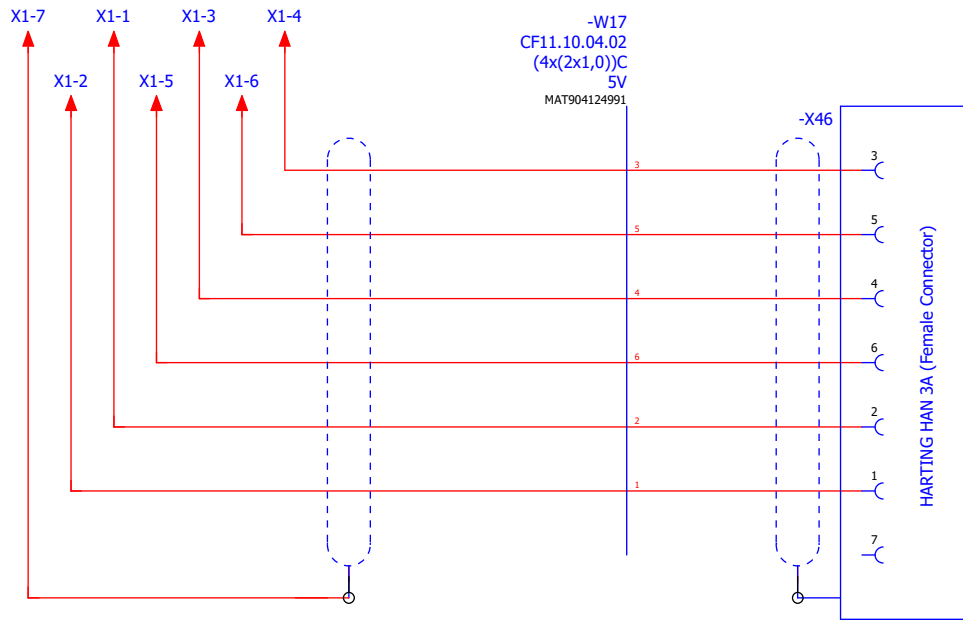 X1-7
X1-1
X1-3
X1-4
X1-2
X1-5
X1-6
-W17
CF11.10.04.02
(4x(2x1,0))C
5V
MAT904124991
-X46
3
3
5
5
4
4
6
6
2
2
1
1
7
HARTING HAN 3A (Female Connector)